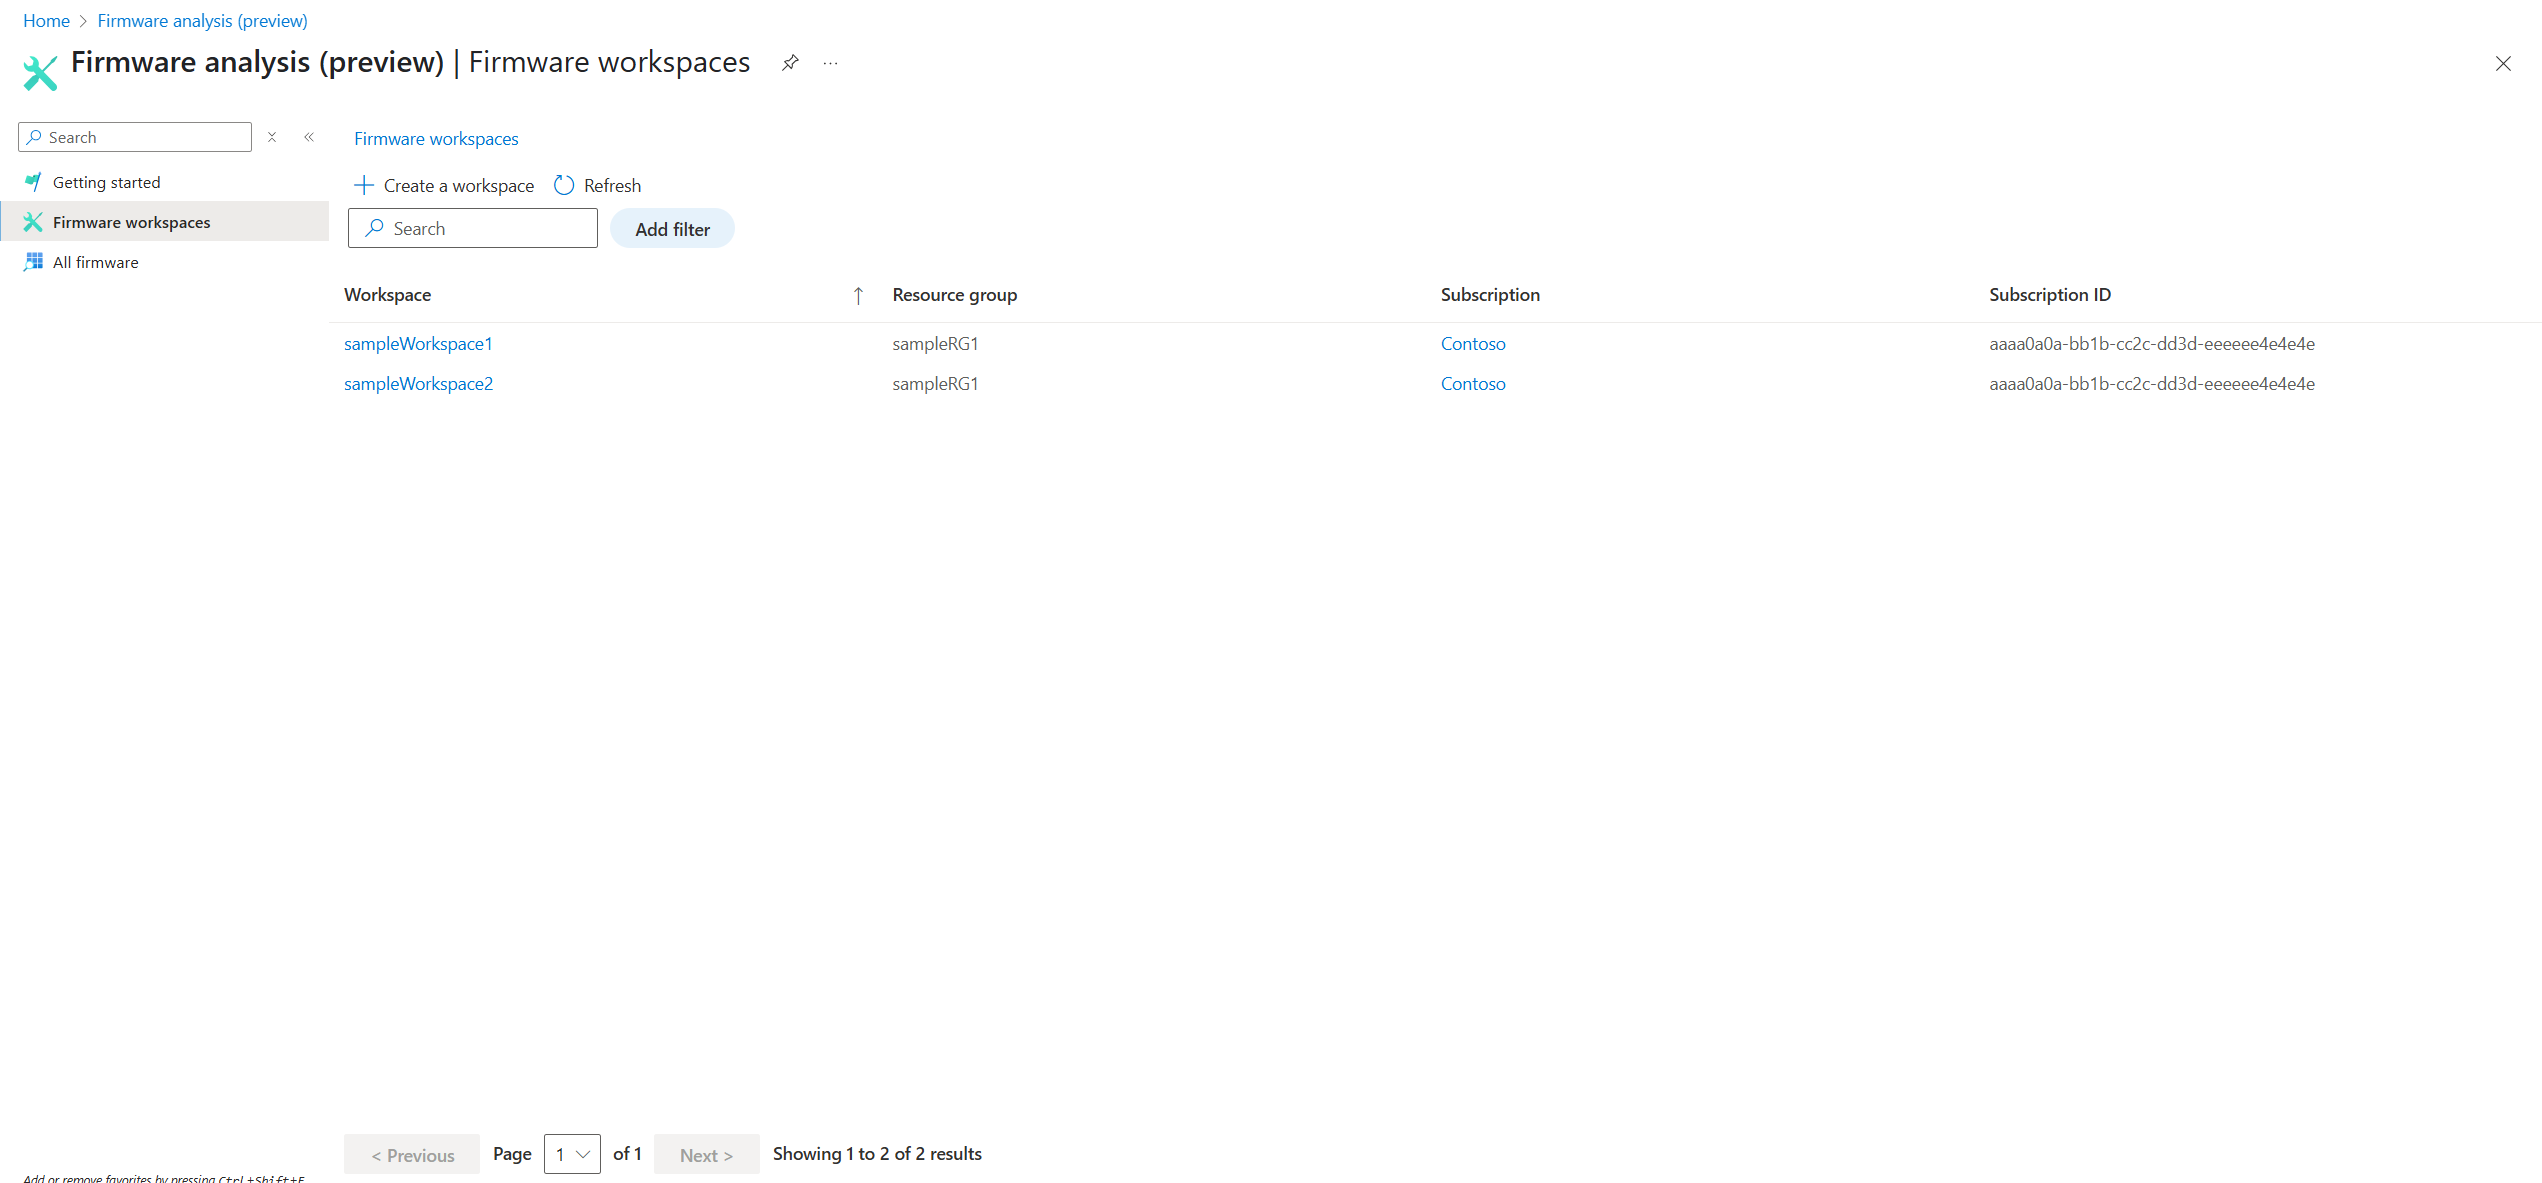 Home > Firmware analysis (preview)
Firmware analysis (preview) | Firmware workspaces ...
Search
Getting started
Firmware workspaces
All firmware
Firmware workspaces
Create a workspace Refresh
Search Add filter
Workspace ↑ Resource group Subscription Subscription ID
sampleWorkspace1 sampleRG1 Contoso aaaa0a0a-bb1b-cc2c-dd3d-eeeeee4e4e4e
sampleWorkspace2 sampleRG1 Contoso aaaa0a0a-bb1b-cc2c-dd3d-eeeeee4e4e4e
< Previous Page 1 of 1 Next > Showing 1 to 2 of 2 results
Add or remove favorites by pressing Ctrl+Shift+F